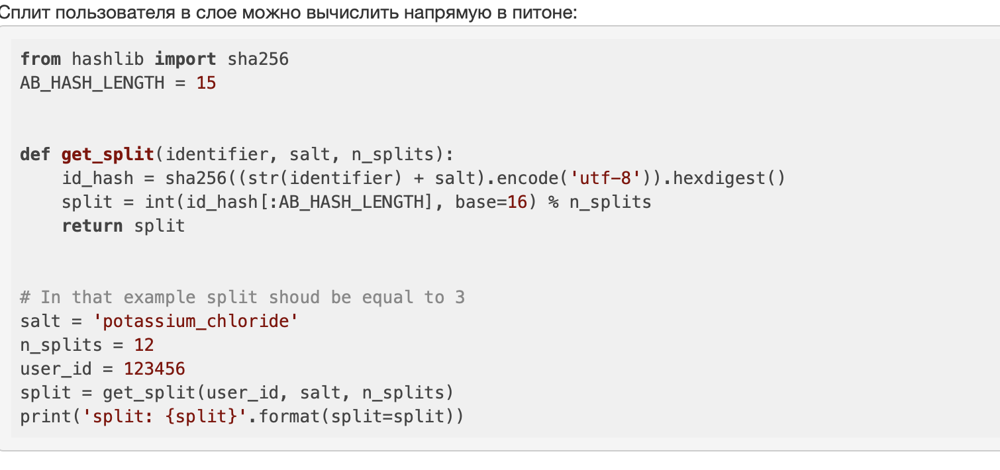 Сплит пользователя в слое можно вычислить напрямую в питоне:
from hashlib import sha256
AB_HASH_LENGTH = 15
def get_split(identifier, salt, n_splits):
    id_hash = sha256((str(identifier) + salt).encode('utf-8')).hexdigest()
    split = int(id_hash[:AB_HASH_LENGTH], base=16) % n_splits
    return split
# In that example split shoud be equal to 3
salt = 'potassium_chloride'
n_splits = 12
user_id = 123456
split = get_split(user_id, salt, n_splits)
print('split: {split}'.format(split=split))